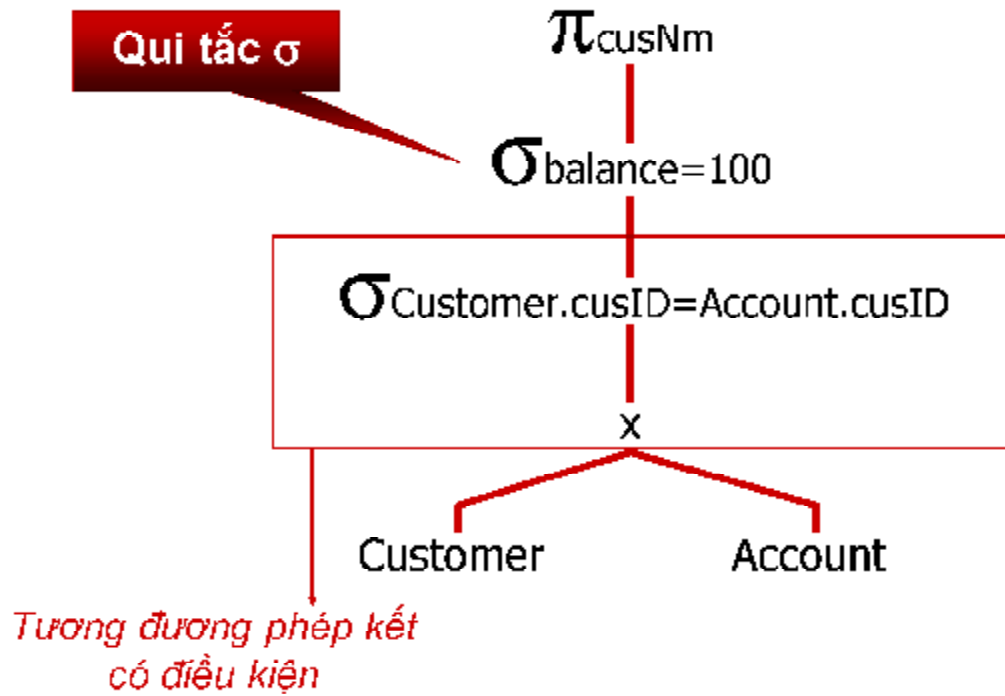 πcusNm
Qui tắc σ
σbalance=100
σCustomer.cusID=Account.cusID
x
Customer Account
Tương đương phép kết
có điều kiện